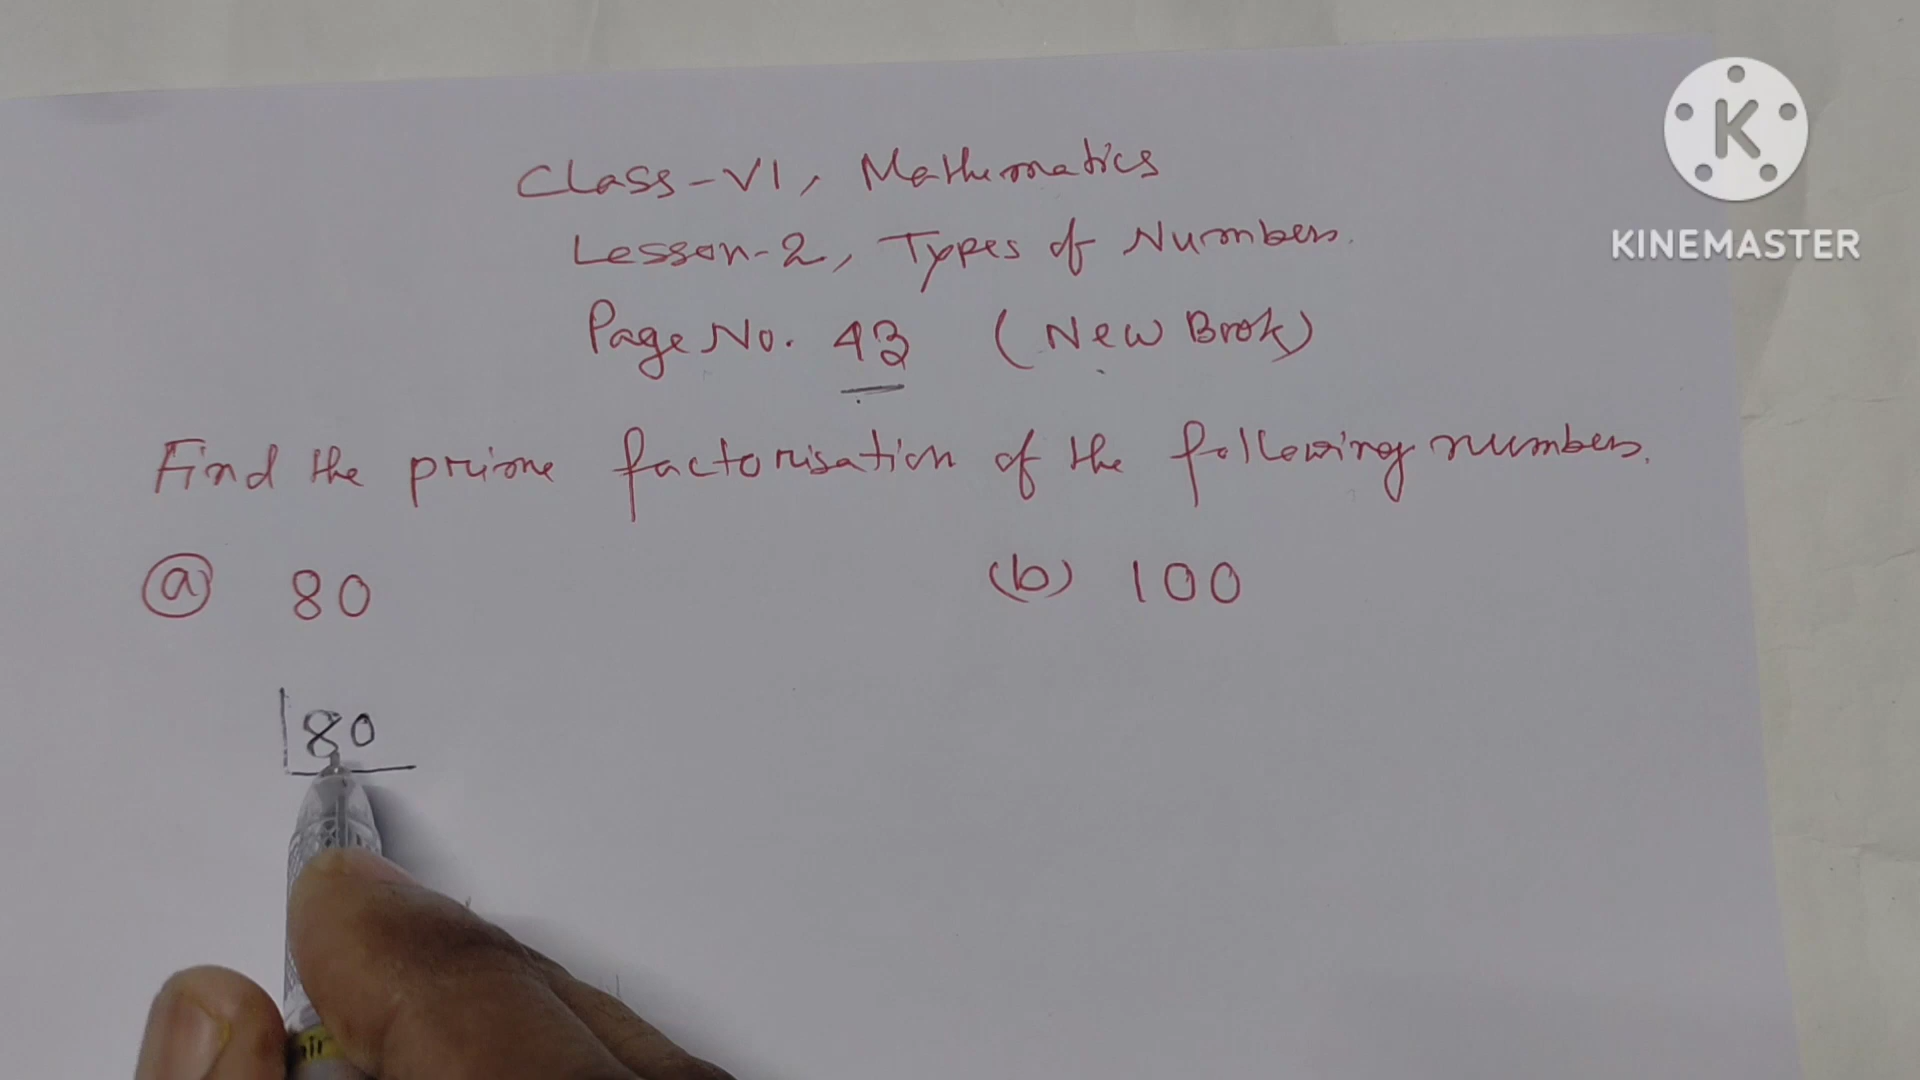 Class-VI, Mathematics
Lesson-2, Types of Numbers.
Page No. 43 (New Book)
Find the prime factorisation of the following numbers.
(a) 80 (b) 100
80
K
KINEMASTER
air